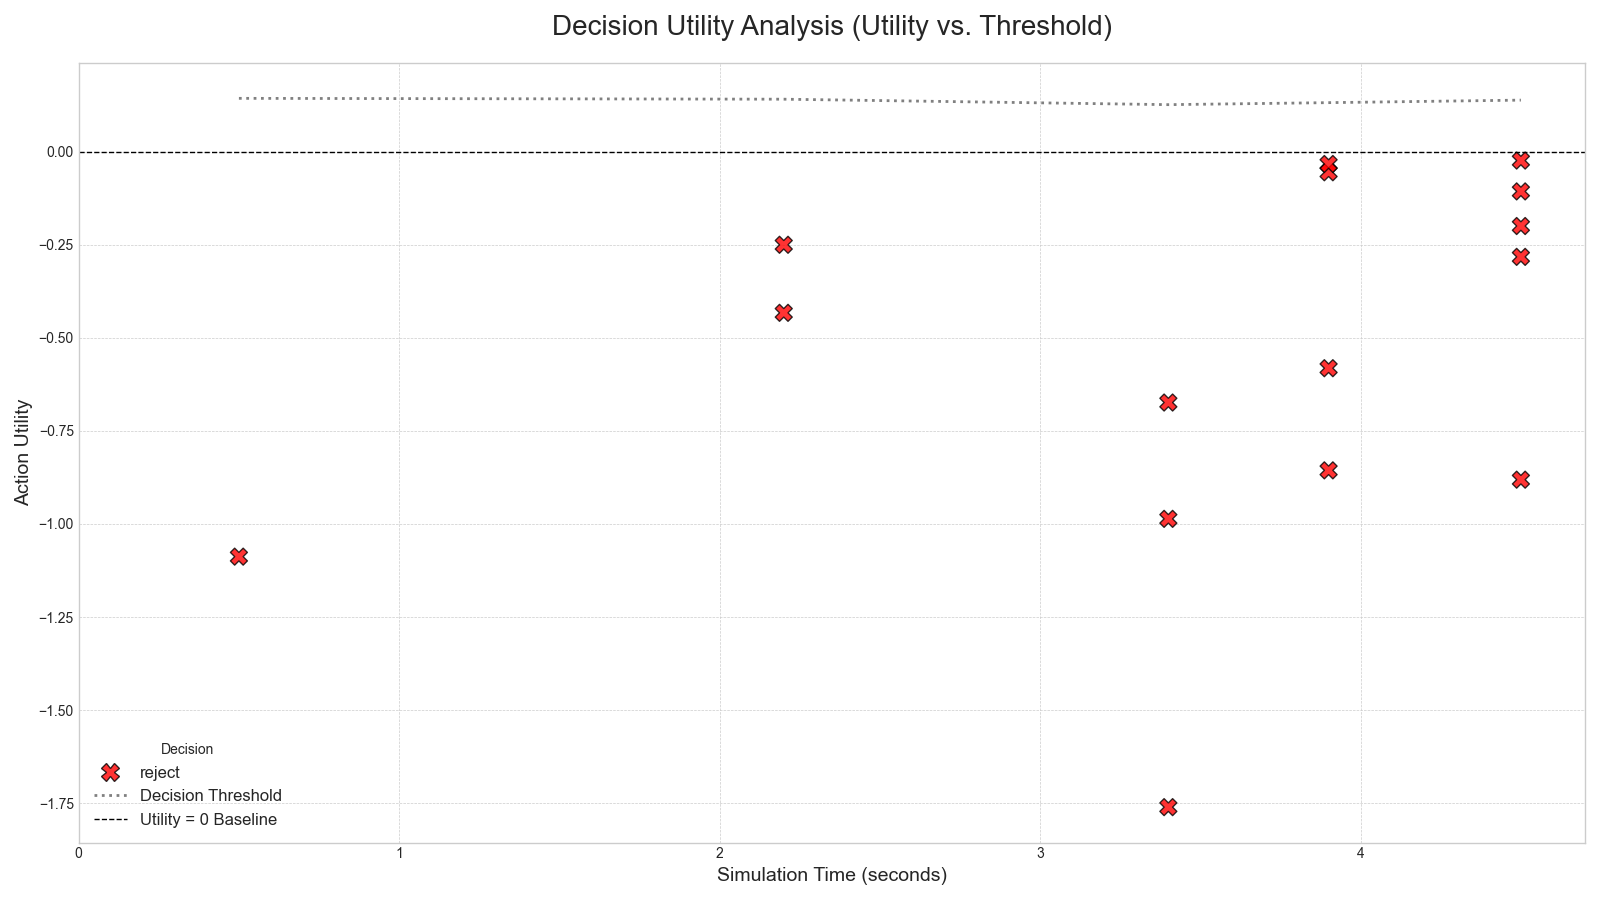 Decision Utility Analysis (Utility vs. Threshold)
Action Utility
0.00
−0.25
−0.50
−0.75
−1.00
−1.25
−1.50
−1.75
Decision
reject
Decision Threshold
Utility = 0 Baseline
0 1 2 3 4
Simulation Time (seconds)